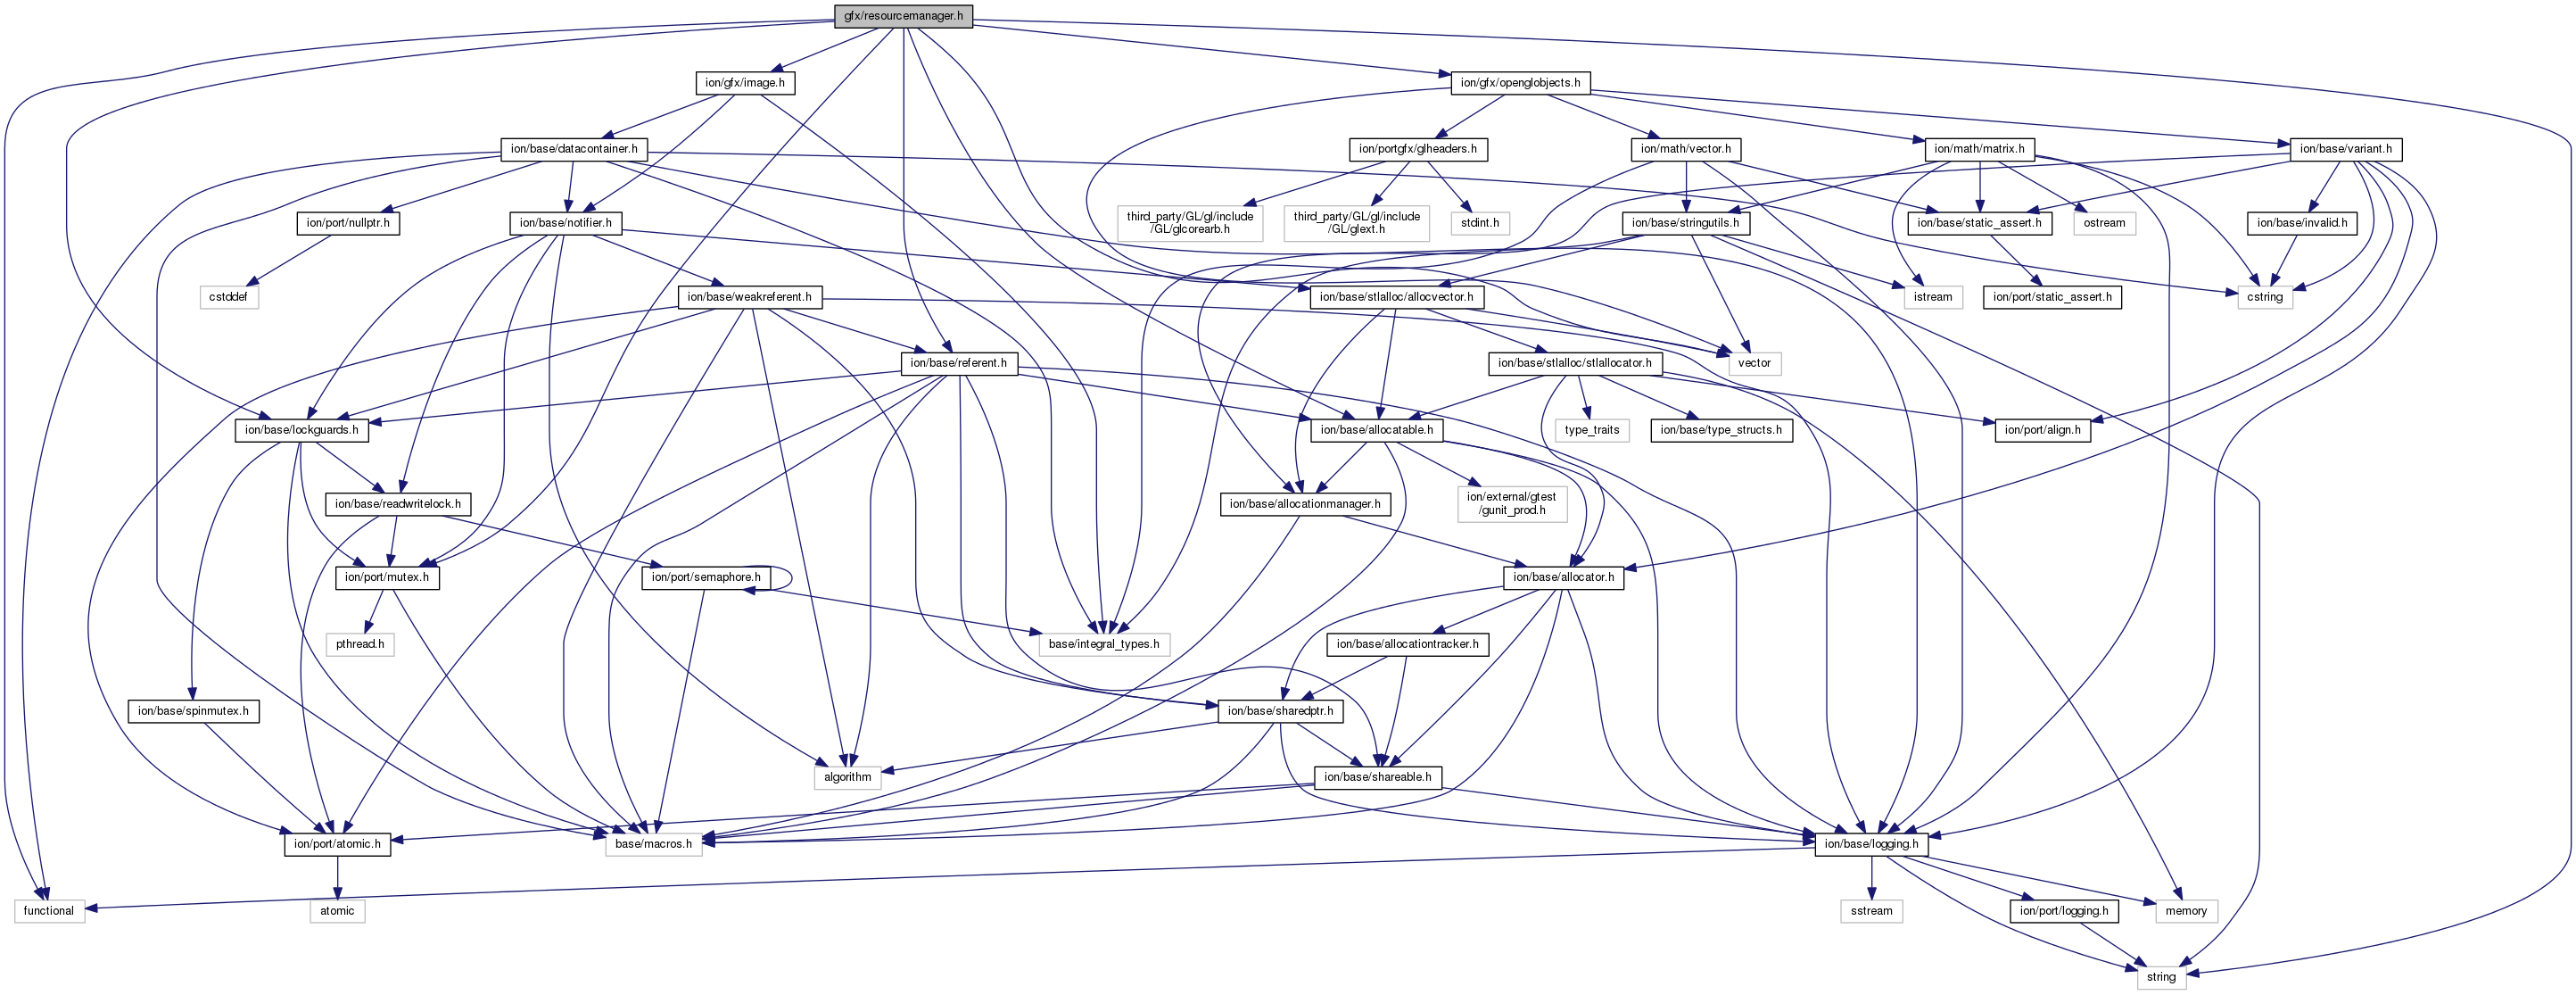 gfx/resourcemanager.h
ion/gfx/image.h
ion/gfx/openglobjects.h
ion/base/datacontainer.h
ion/portgfx/glheaders.h
ion/math/vector.h
ion/math/matrix.h
ion/base/variant.h
ion/port/nullptr.h
ion/base/notifier.h
third_party/GL/gl/include
/GL/glcorearb.h
third_party/GL/gl/include
/GL/glext.h
stdint.h
ion/base/stringutils.h
ion/base/static_assert.h
ostream
ion/base/invalid.h
cstddef
ion/base/weakreferent.h
ion/base/stlalloc/allocvector.h
istream
ion/port/static_assert.h
cstring
ion/base/referent.h
ion/base/stlalloc/stlallocator.h
vector
ion/base/lockguards.h
ion/base/allocatable.h
type_traits
ion/base/type_structs.h
ion/port/align.h
ion/base/readwritelock.h
ion/base/allocationmanager.h
ion/external/gtest
/gunit_prod.h
ion/port/mutex.h
ion/port/semaphore.h
ion/base/allocator.h
pthread.h
base/integral_types.h
ion/base/allocationtracker.h
ion/base/spinmutex.h
ion/base/sharedptr.h
algorithm
ion/base/shareable.h
ion/port/atomic.h
base/macros.h
ion/base/logging.h
functional
atomic
sstream
ion/port/logging.h
memory
string